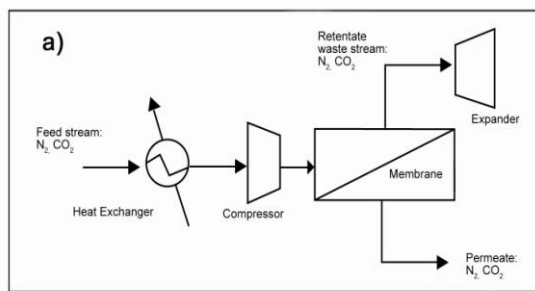 a)
Retentate
waste stream:
N2, CO2
Expander
Feed stream:
N2, CO2
Membrane
Heat Exchanger
Compressor
Permeate:
N2, CO2